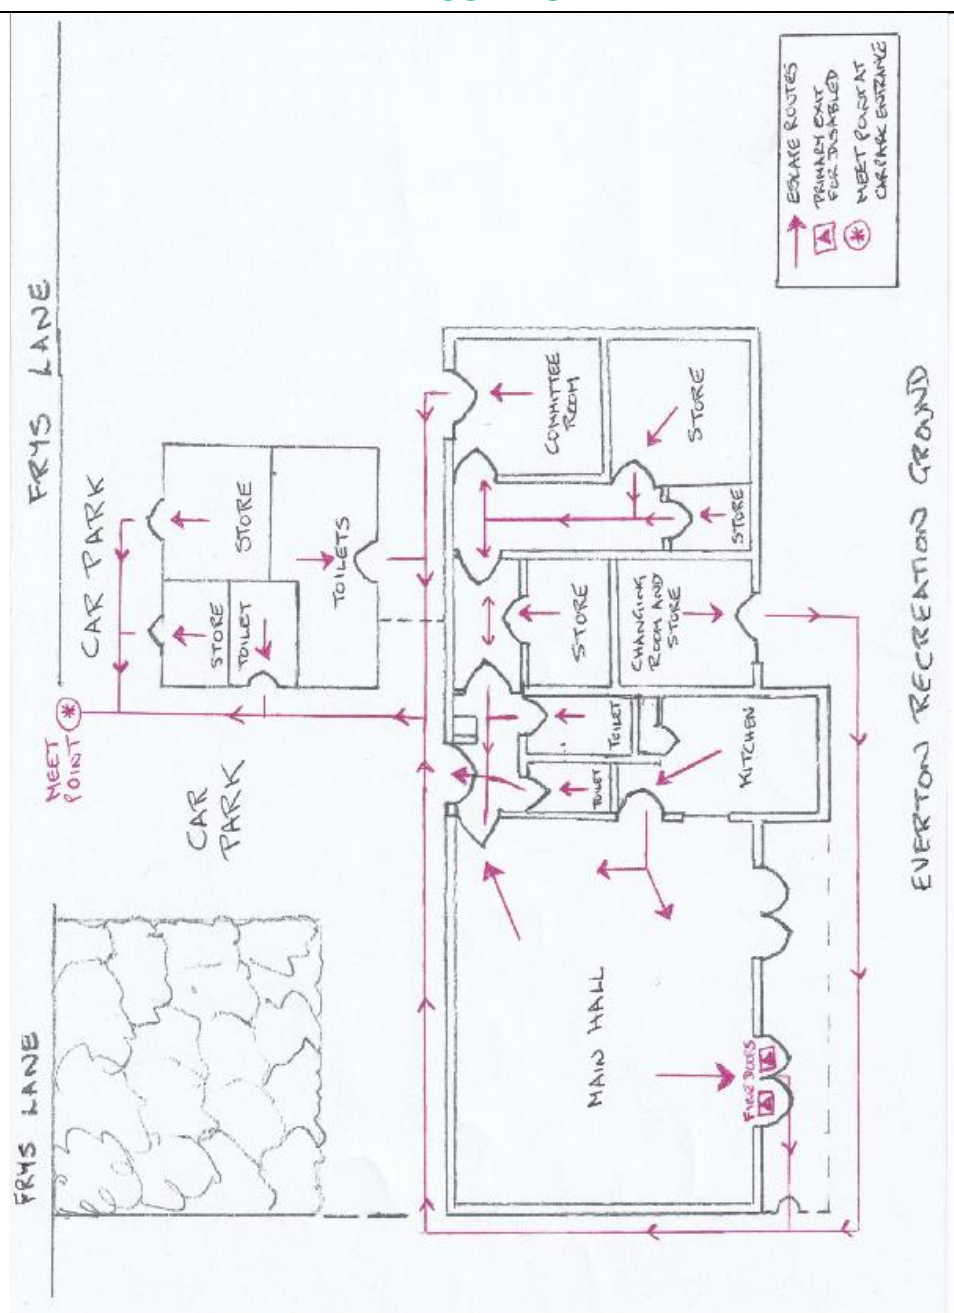 FRYS LANE
CAR PARK
MEET
POINT
CAR
PARK
FRYS LANE
STORE
STORE
TOILET
TOILETS
COMMITTEE
ROOM
STORE
STORE
STORE
CHANGING
ROOM AND
STORE
TOILET
TOILET
KITCHEN
MAIN HALL
FIRE DOORS
EVERTON RECREATION GROUND
ESCAPE ROUTES
PRIMARY EXIT
FOR DISABLED
MEET POINT AT
CAR PARK ENTRANCE